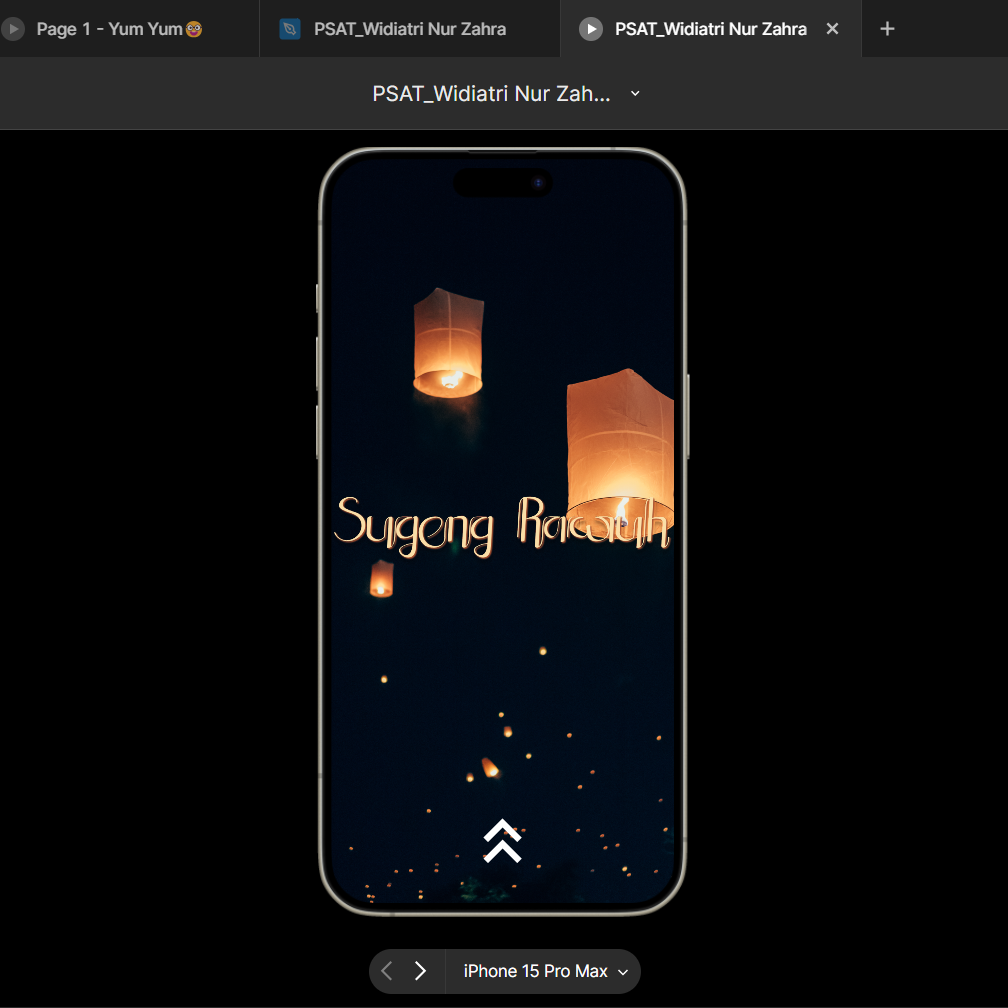 Page 1 - Yum Yum🦁
PSAT_Widiatri Nur Zahra
PSAT_Widiatri Nur Zahra
PSAT_Widiatri Nur Zah...
Sugeng Rawuh
iPhone 15 Pro Max